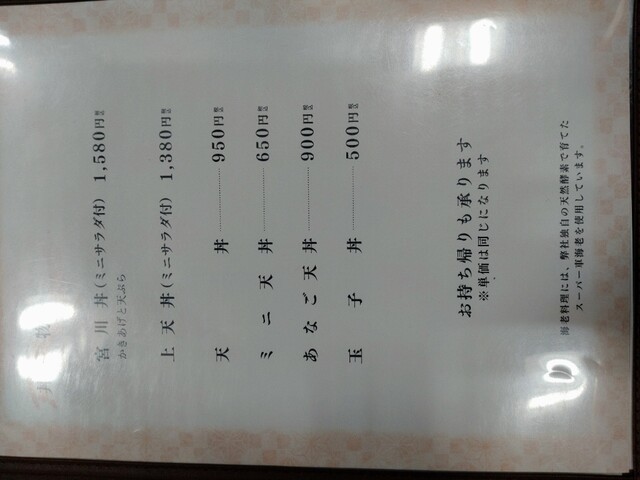 丼物
宮川丼（ミニサラダ付） 1,580円税込
かきあげと天ぷら
上天丼（ミニサラダ付） 1,380円税込
天丼 950円税込
ミニ天丼 650円税込
あなご天丼 900円税込
玉子丼 500円税込
お持ち帰りも承ります
※単価は同じになります
海老料理には、弊社独自の天然酵素で育てた
スーパー車海老を使用しています。